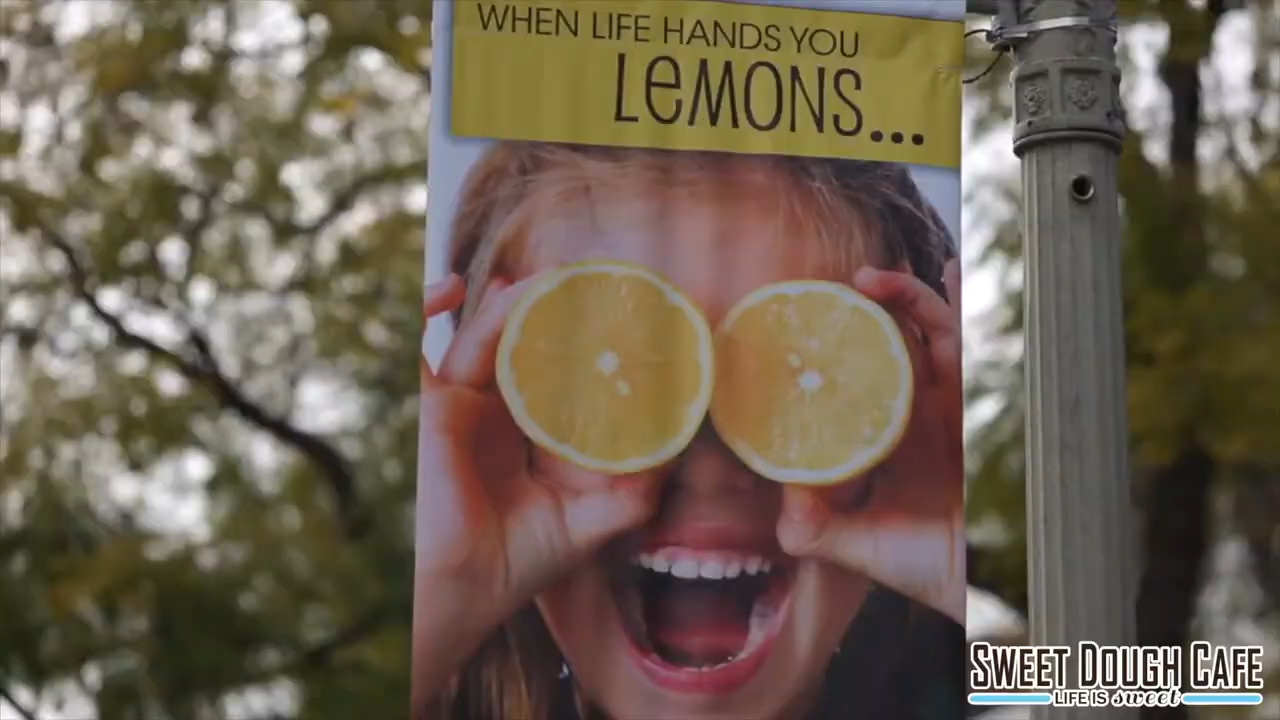 WHEN LIFE HANDS YOU
LEMONS...
SWEET DOUGH CAFE
LIFE IS sweet